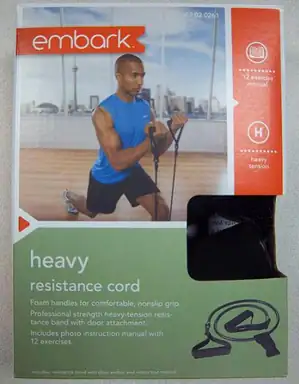 embark.
12 exercise
manual
H
heavy
tension
heavy
resistance cord
Foam handles for comfortable, nonslip grip.
Professional strength heavy-tension resis-
tance band with door attachment.
Includes photo instruction manual with
12 exercises.